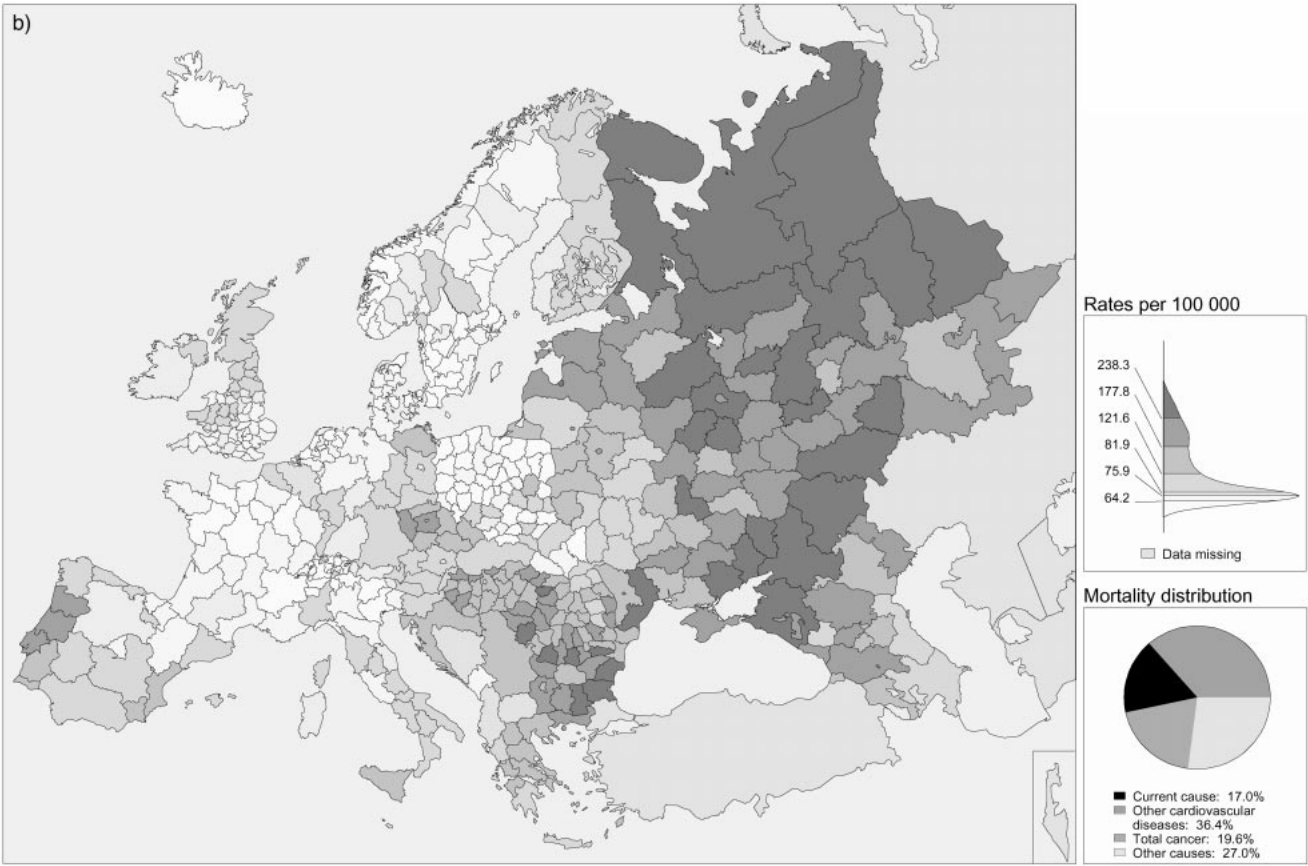 b)
Rates per 100 000
238.3
177.8
121.6
81.9
75.9
64.2
Data missing
Mortality distribution
Current cause: 17.0%
Other cardiovascular
diseases: 36.4%
Total cancer: 19.6%
Other causes: 27.0%